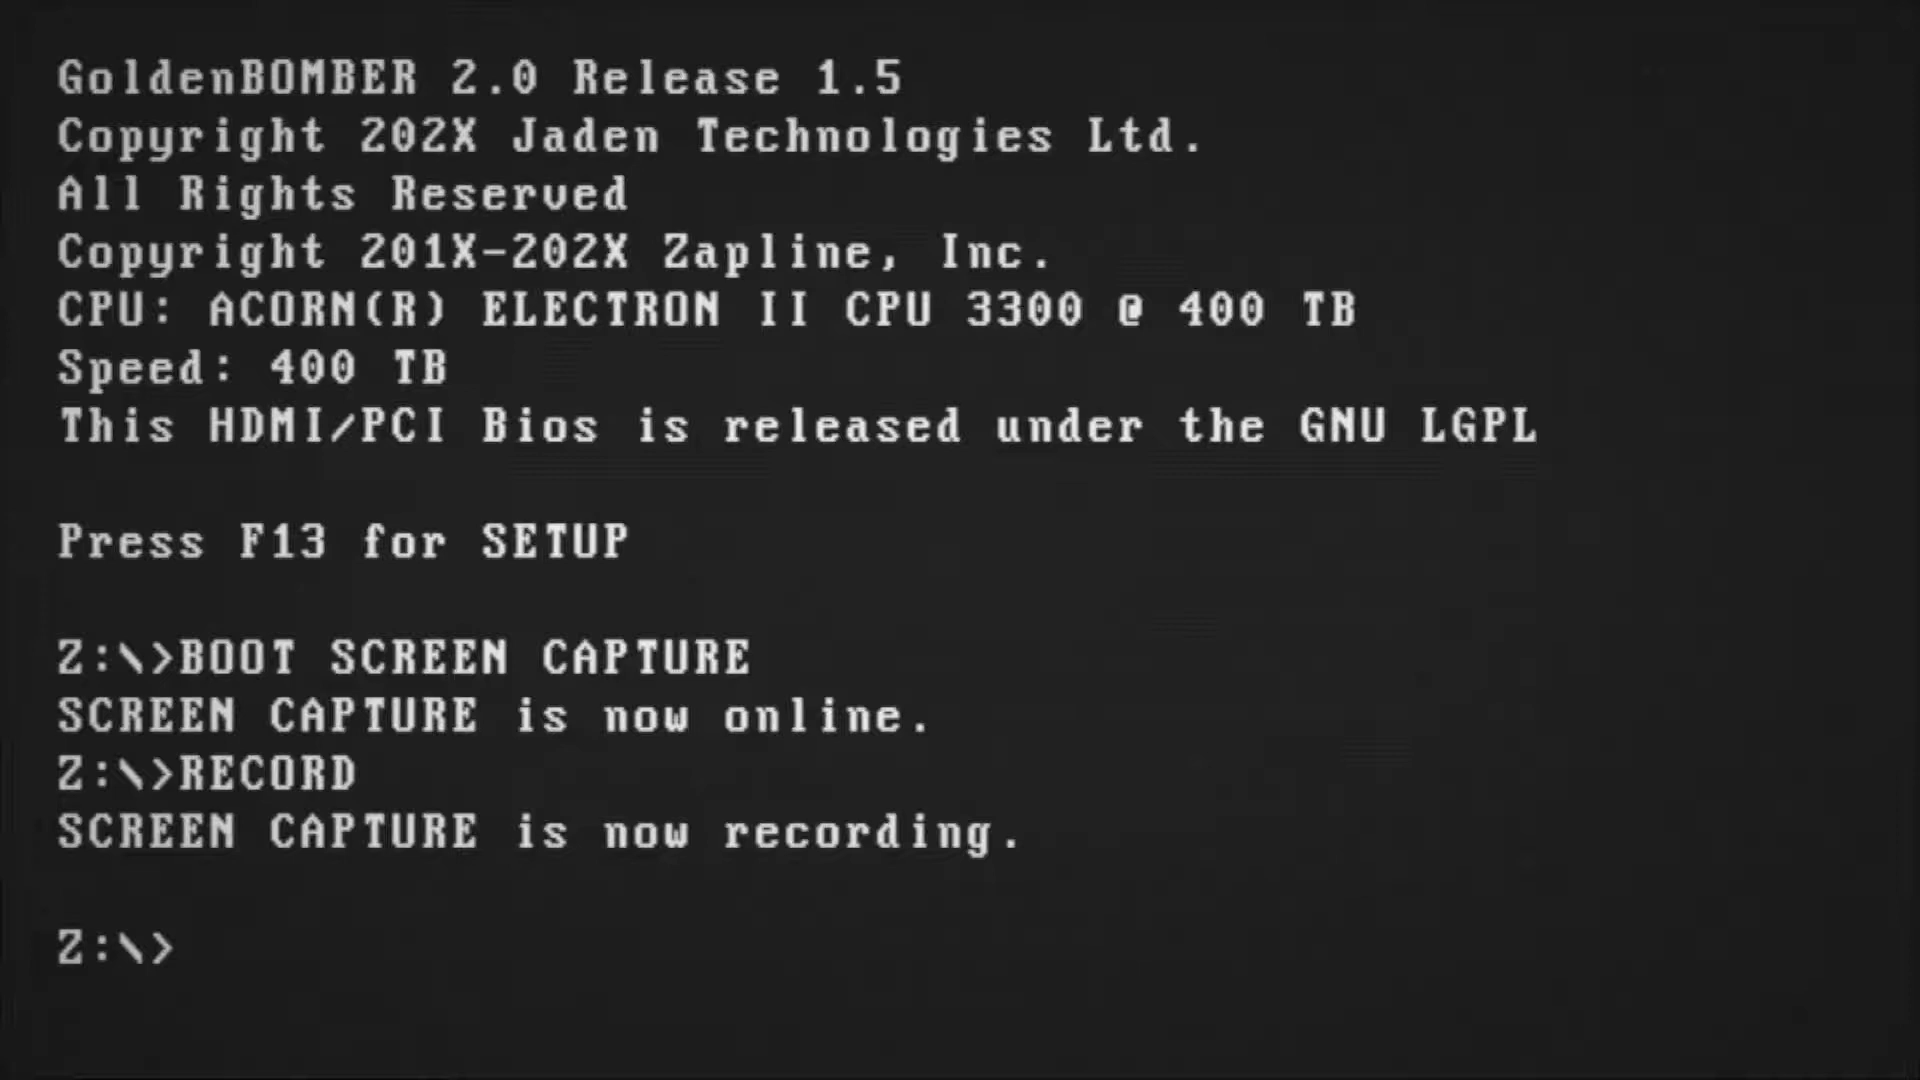 GoldenBOMBER 2.0 Release 1.5
Copyright 202X Jaden Technologies Ltd.
All Rights Reserved
Copyright 201X-202X Zapline, Inc.
CPU: ACORN(R) ELECTRON II CPU 3300 @ 400 TB
Speed: 400 TB
This HDMI/PCI Bios is released under the GNU LGPL
Press F13 for SETUP
Z:\>BOOT SCREEN CAPTURE
SCREEN CAPTURE is now online.
Z:\>RECORD
SCREEN CAPTURE is now recording.
Z:\>